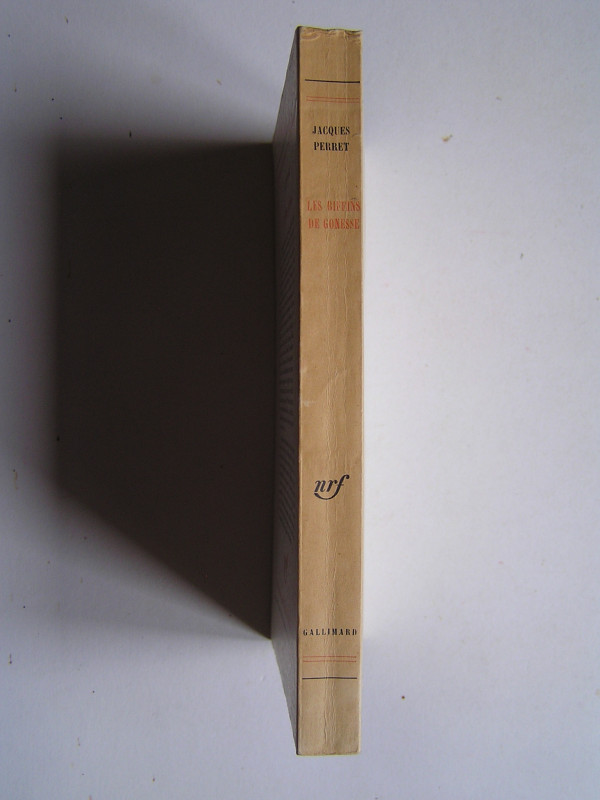 JACQUES
PERRET
LES BIFFINS
DE GONESSE
nrf
GALLIMARD